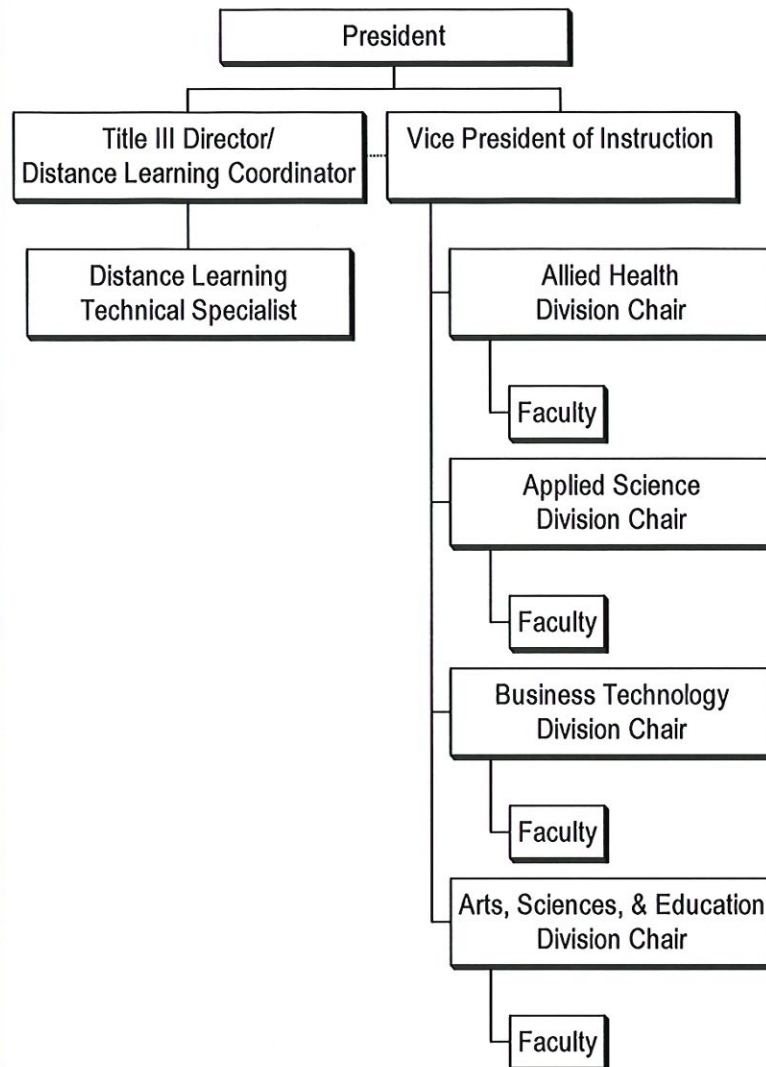 President
Title III Director/
Distance Learning Coordinator
Vice President of Instruction
Distance Learning
Technical Specialist
Allied Health
Division Chair
Faculty
Applied Science
Division Chair
Faculty
Business Technology
Division Chair
Faculty
Arts, Sciences, & Education
Division Chair
Faculty